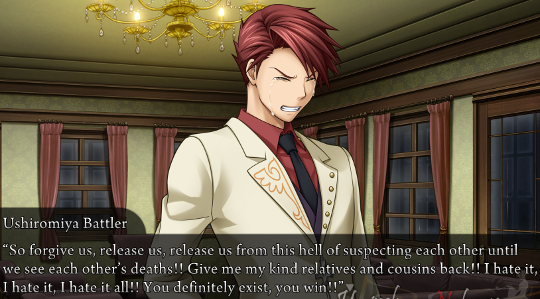 Ushiromiya Battler
“So forgive us, release us, release us from this hell of suspecting each other until
we see each other’s deaths!! Give me my kind relatives and cousins back!! I hate it,
I hate it, I hate it all!! You definitely exist, you win!!”